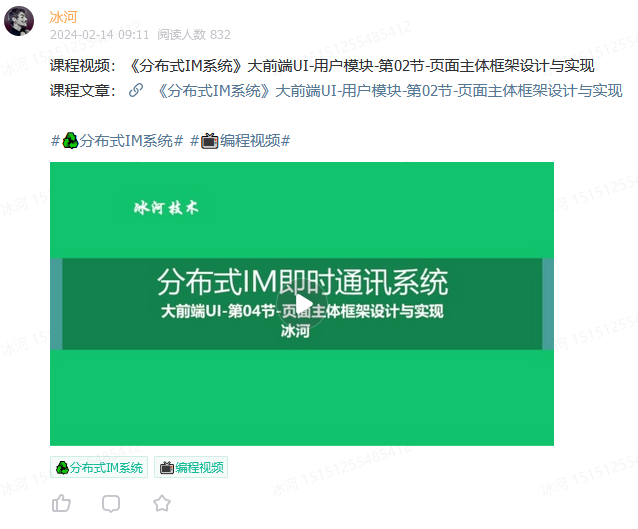 冰河
2024-02-14 09:11 阅读人数 832
课程视频：《分布式IM系统》大前端UI-用户模块-第02节-页面主体框架设计与实现
课程文章：《分布式IM系统》大前端UI-用户模块-第02节-页面主体框架设计与实现
#分布式IM系统# #编程视频#
冰河技术
分布式IM即时通讯系统
大前端UI-第04节-页面主体框架设计与实现
冰河
分布式IM系统 编程视频
冰河 15151255485412